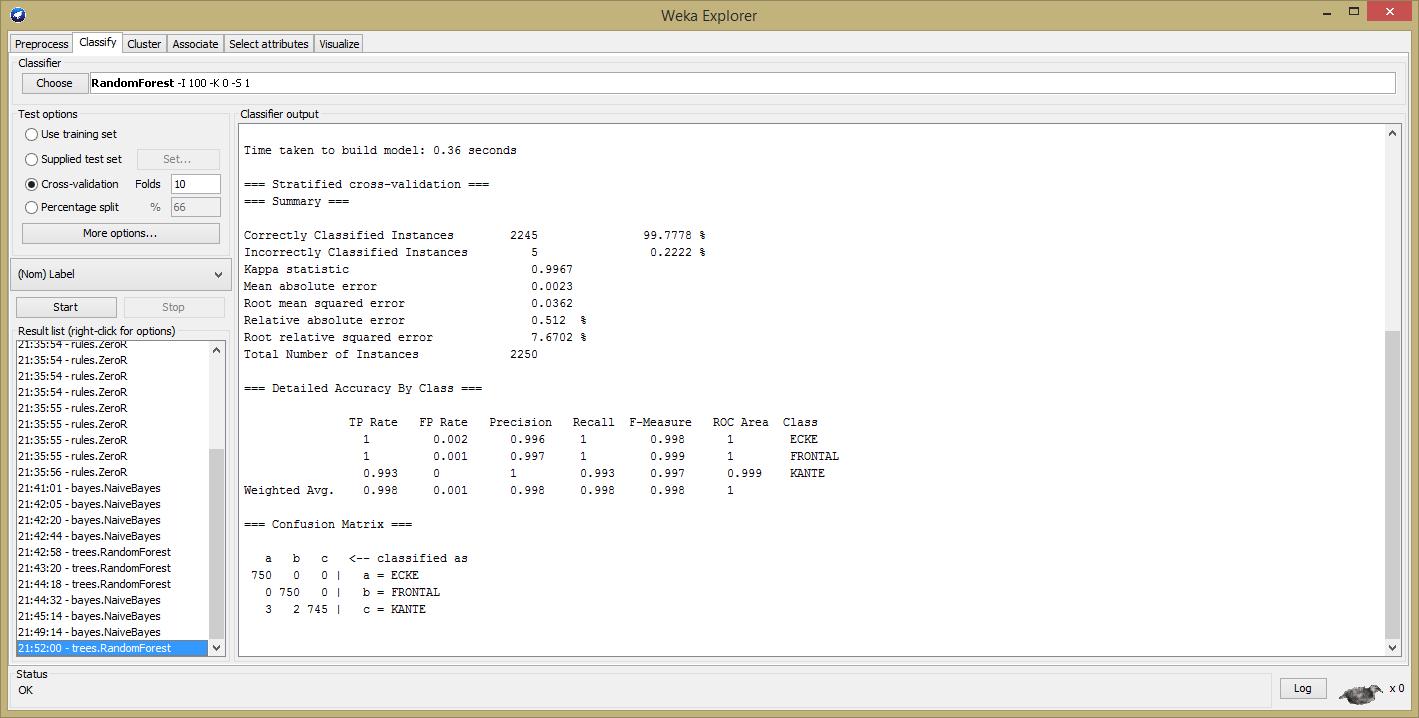 Weka Explorer
Preprocess Classify Cluster Associate Select attributes Visualize
Classifier
Choose RandomForest -I 100 -K 0 -S 1
Test options
Use training set
Supplied test set Set...
Cross-validation Folds 10
Percentage split % 66
More options...
(Nom) Label
Start Stop
Result list (right-click for options)
21:35:54 - rules.ZeroR
21:35:54 - rules.ZeroR
21:35:54 - rules.ZeroR
21:35:54 - rules.ZeroR
21:35:55 - rules.ZeroR
21:35:55 - rules.ZeroR
21:35:55 - rules.ZeroR
21:35:55 - rules.ZeroR
21:35:56 - rules.ZeroR
21:41:01 - bayes.NaiveBayes
21:42:05 - bayes.NaiveBayes
21:42:20 - bayes.NaiveBayes
21:42:44 - bayes.NaiveBayes
21:42:58 - trees.RandomForest
21:43:20 - trees.RandomForest
21:44:18 - trees.RandomForest
21:44:32 - bayes.NaiveBayes
21:45:14 - bayes.NaiveBayes
21:49:14 - bayes.NaiveBayes
21:52:00 - trees.RandomForest
Classifier output
Time taken to build model: 0.36 seconds
=== Stratified cross-validation ===
=== Summary ===
Correctly Classified Instances 2245 99.7778 %
Incorrectly Classified Instances 5 0.2222 %
Kappa statistic 0.9967
Mean absolute error 0.0023
Root mean squared error 0.0362
Relative absolute error 0.512 %
Root relative squared error 7.6702 %
Total Number of Instances 2250
=== Detailed Accuracy By Class ===
TP Rate FP Rate Precision Recall F-Measure ROC Area Class
1 0.002 0.996 1 0.998 1 ECKE
1 0.001 0.997 1 0.999 1 FRONTAL
0.993 0 1 0.993 0.997 0.999 KANTE
Weighted Avg. 0.998 0.001 0.998 0.998 0.998 1
=== Confusion Matrix ===
a b c <-- classified as
750 0 0 | a = ECKE
0 750 0 | b = FRONTAL
3 2 745 | c = KANTE
Status
OK
Log x 0